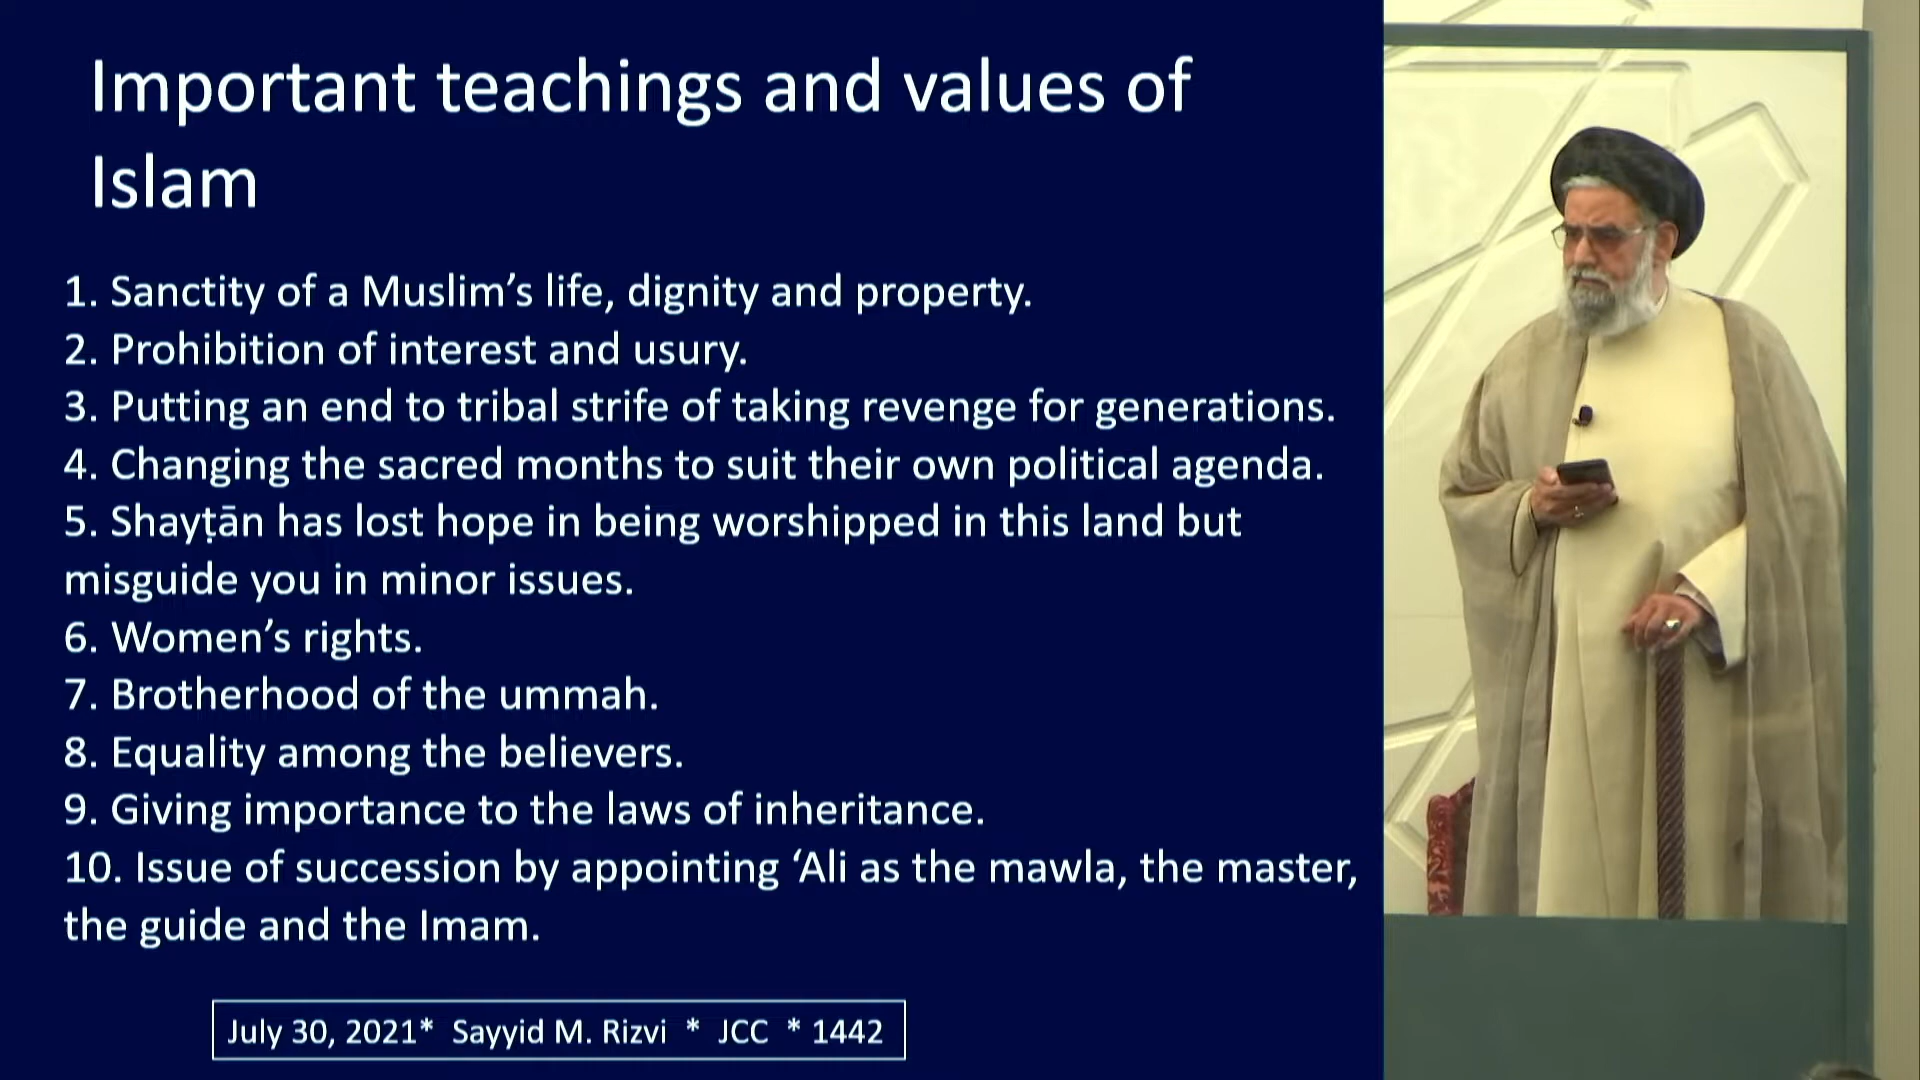 Important teachings and values of
Islam
1. Sanctity of a Muslim’s life, dignity and property.
2. Prohibition of interest and usury.
3. Putting an end to tribal strife of taking revenge for generations.
4. Changing the sacred months to suit their own political agenda.
5. Shayṭān has lost hope in being worshipped in this land but
misguide you in minor issues.
6. Women’s rights.
7. Brotherhood of the ummah.
8. Equality among the believers.
9. Giving importance to the laws of inheritance.
10. Issue of succession by appointing ‘Ali as the mawla, the master,
the guide and the Imam.
July 30, 2021* Sayyid M. Rizvi * JCC * 1442